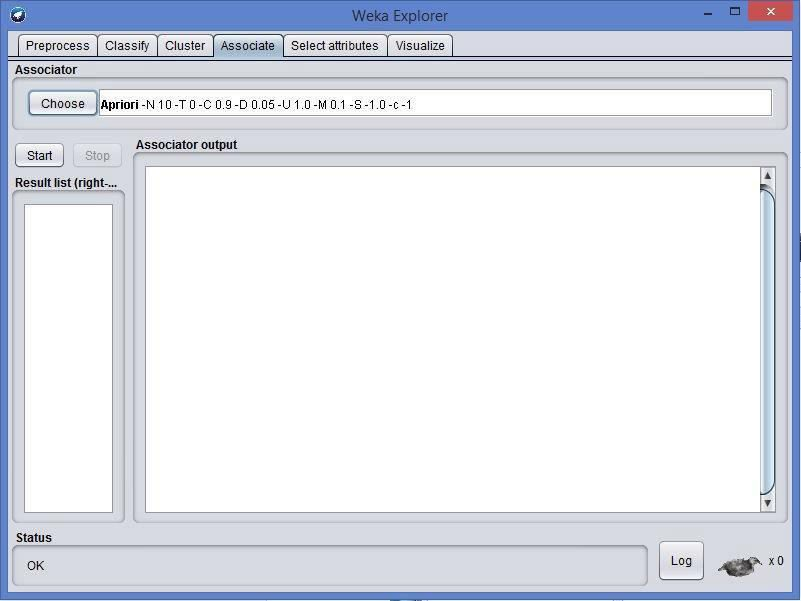 Weka Explorer
Preprocess Classify Cluster Associate Select attributes Visualize
Associator
Choose Apriori -N 10 -T 0 -C 0.9 -D 0.05 -U 1.0 -M 0.1 -S -1.0 -c -1
Start Stop Associator output
Result list (right-...
Status
OK Log x 0